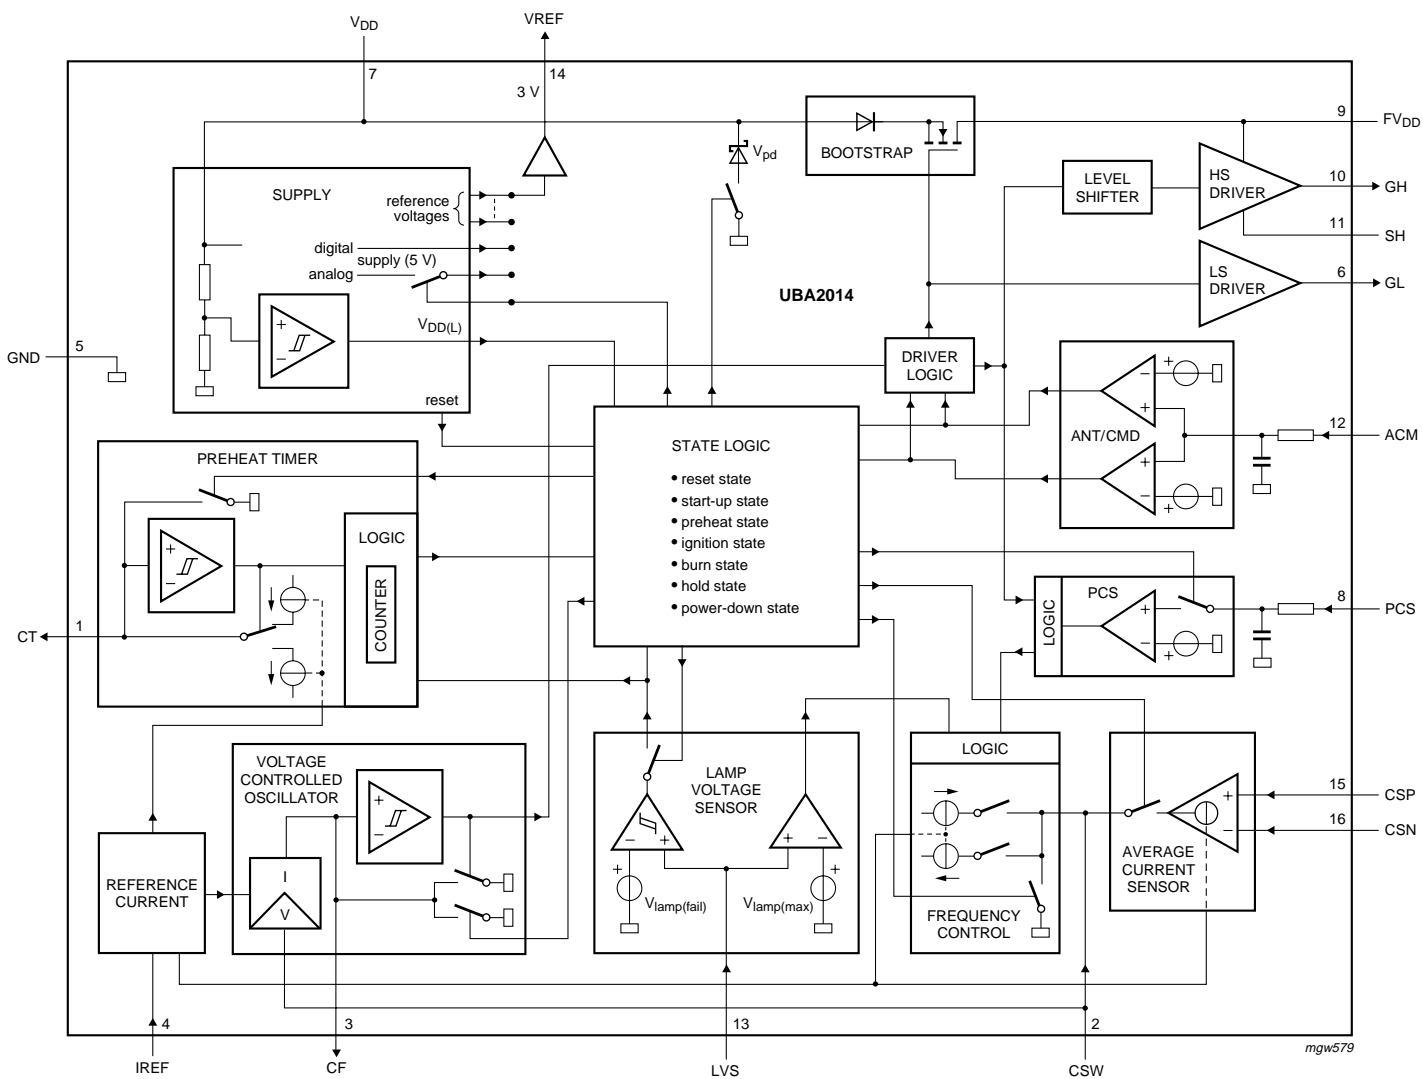 VDD
VREF
7
14
3 V
SUPPLY
reference
voltages
digital
supply (5 V)
analog
VDD(L)
+
−
reset
Vpd
BOOTSTRAP
UBA2014
LEVEL
SHIFTER
HS
DRIVER
LS
DRIVER
9
FVDD
10
GH
11
SH
6
GL
GND
5
DRIVER
LOGIC
ANT/CMD
−
+
+
−
+
+
12
ACM
PREHEAT TIMER
+
−
LOGIC
COUNTER
1
CT
STATE LOGIC
• reset state
• start-up state
• preheat state
• ignition state
• burn state
• hold state
• power-down state
LOGIC
PCS
+
−
+
8
PCS
VOLTAGE
CONTROLLED
OSCILLATOR
+
−
I
V
REFERENCE
CURRENT
LAMP
VOLTAGE
SENSOR
−
+
+
−
+
+
Vlamp(fail)
Vlamp(max)
LOGIC
FREQUENCY
CONTROL
+
−
AVERAGE
CURRENT
SENSOR
15
CSP
16
CSN
4
IREF
3
CF
13
LVS
2
CSW
mgw579